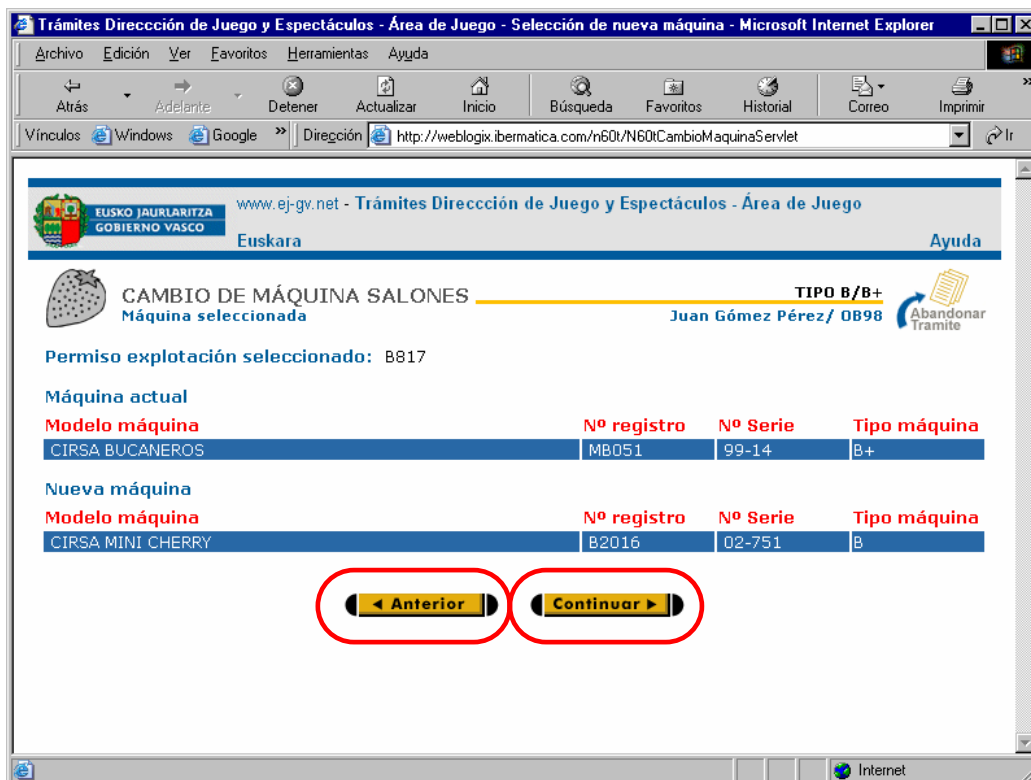 Trámites Direccción de Juego y Espectáculos - Área de Juego - Selección de nueva máquina - Microsoft Internet Explorer
Archivo Edición Ver Favoritos Herramientas Ayuda
Atrás Adelante Detener Actualizar Inicio Búsqueda Favoritos Historial Correo Imprimir »
Vínculos Windows Google » Dirección http://weblogix.ibermatica.com/n60t/N60tCambioMaquinaServlet Ir
EUSKO JAURLARITZA
GOBIERNO VASCO
www.ej-gv.net - Trámites Direccción de Juego y Espectáculos - Área de Juego
Euskara Ayuda
CAMBIO DE MÁQUINA SALONES TIPO B/B+
Máquina seleccionada Juan Gómez Pérez/ 0B98
Abandonar
Tramite
Permiso explotación seleccionado: B817
Máquina actual
Modelo máquina Nº registro Nº Serie Tipo máquina
CIRSA BUCANEROS MB051 99-14 B+
Nueva máquina
Modelo máquina Nº registro Nº Serie Tipo máquina
CIRSA MINI CHERRY B2016 02-751 B
Anterior Continuar
Internet